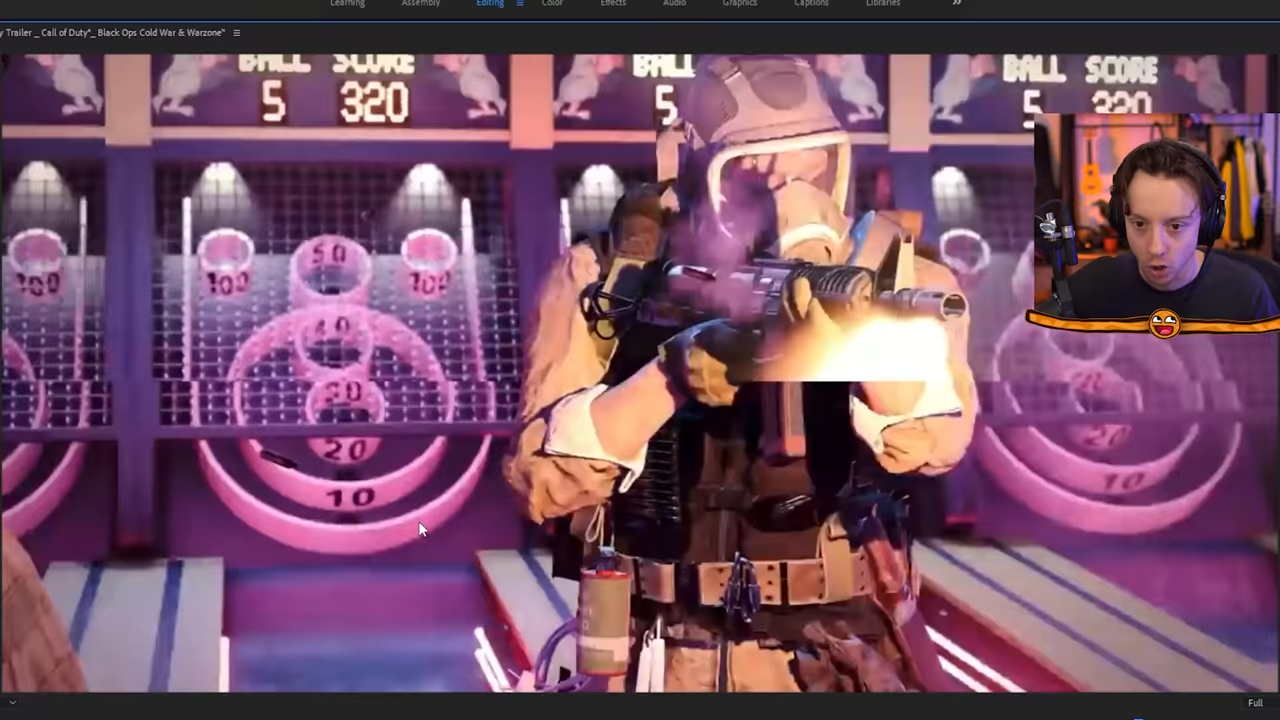 Learning Assembly Editing Color Effects Audio Graphics Captions Libraries
y Trailer _ Call of Duty®_ Black Ops Cold War & Warzone"
BALL SCORE
5 320
BALL
5
BALL SCORE
5 320
100
50
100
100
40
30
20
10
20
10
Full